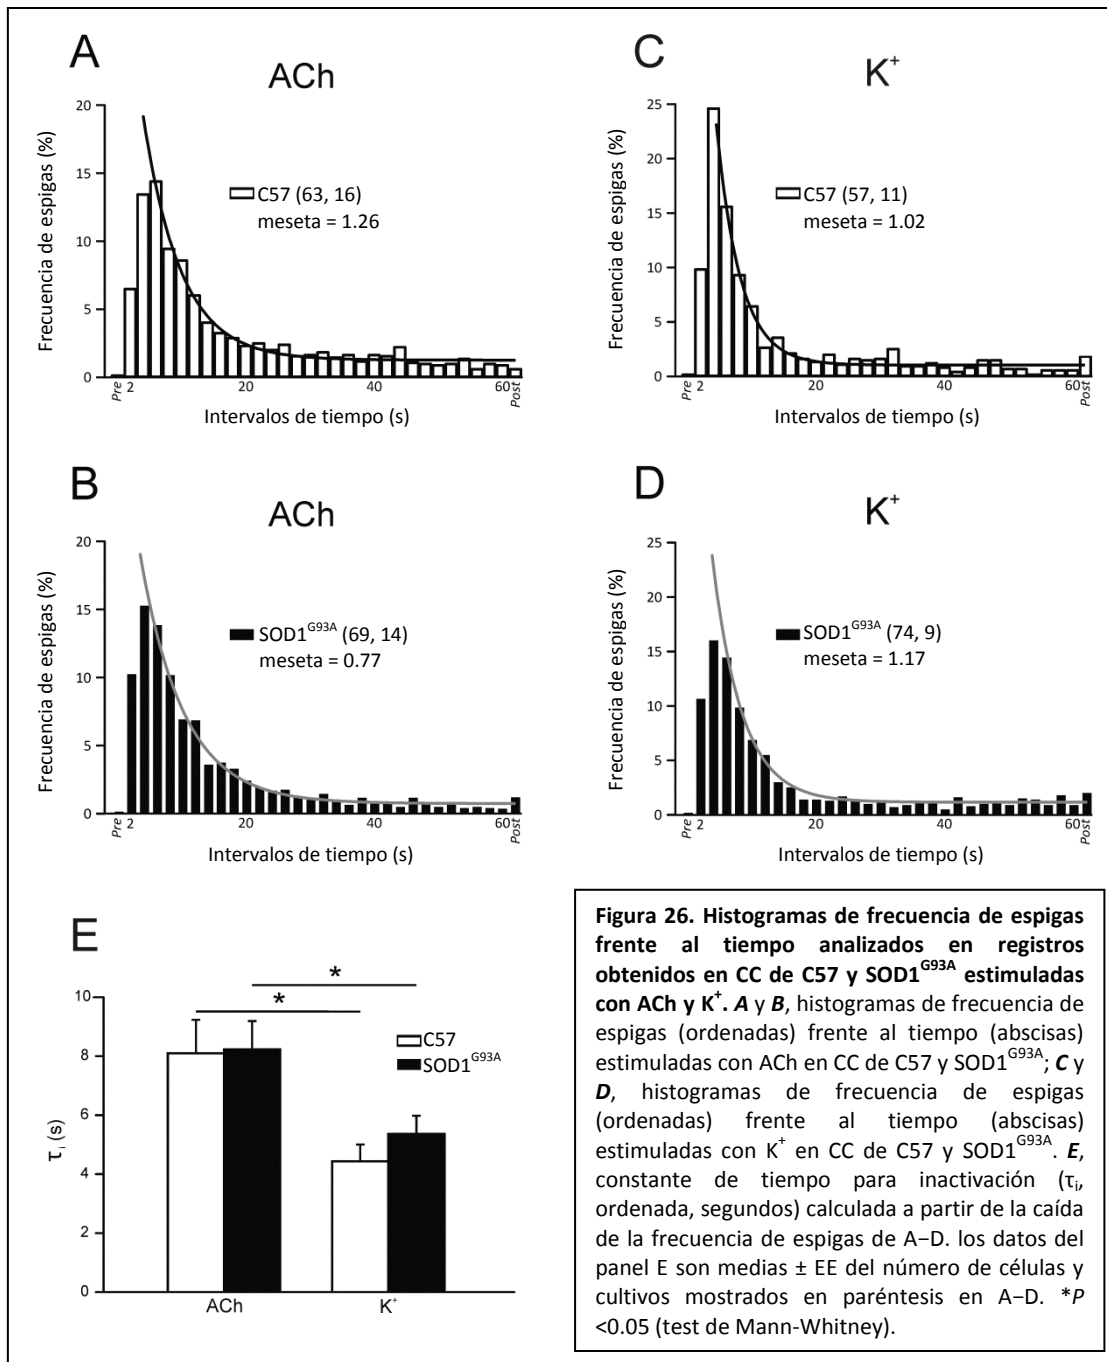 A
ACh
Frecuencia de espigas (%)
20
15
10
5
0
C57 (63, 16)
meseta = 1.26
Pre
2
20
40
60
Post
Intervalos de tiempo (s)
C
K⁺
Frecuencia de espigas (%)
25
20
15
10
5
0
C57 (57, 11)
meseta = 1.02
Pre
2
20
40
60
Post
Intervalos de tiempo (s)
B
ACh
Frecuencia de espigas (%)
20
15
10
5
0
SOD1ᴳ⁹³ᴬ (69, 14)
meseta = 0.77
Pre
2
20
40
60
Post
Intervalos de tiempo (s)
D
K⁺
Frecuencia de espigas (%)
25
20
15
10
5
0
SOD1ᴳ⁹³ᴬ (74, 9)
meseta = 1.17
Pre
2
20
40
60
Post
Intervalos de tiempo (s)
E
*
*
τᵢ (s)
10
8
6
4
2
0
C57
SOD1ᴳ⁹³ᴬ
ACh
K⁺
Figura 26. Histogramas de frecuencia de espigas
frente al tiempo analizados en registros
obtenidos en CC de C57 y SOD1ᴳ⁹³ᴬ estimuladas
con ACh y K⁺. A y B, histogramas de frecuencia de
espigas (ordenadas) frente al tiempo (abscisas)
estimuladas con ACh en CC de C57 y SOD1ᴳ⁹³ᴬ; C y
D, histogramas de frecuencia de espigas
(ordenadas) frente al tiempo (abscisas)
estimuladas con K⁺ en CC de C57 y SOD1ᴳ⁹³ᴬ. E,
constante de tiempo para inactivación (τᵢ,
ordenada, segundos) calculada a partir de la caída
de la frecuencia de espigas de A−D. los datos del
panel E son medias ± EE del número de células y
cultivos mostrados en paréntesis en A−D. *P
<0.05 (test de Mann-Whitney).